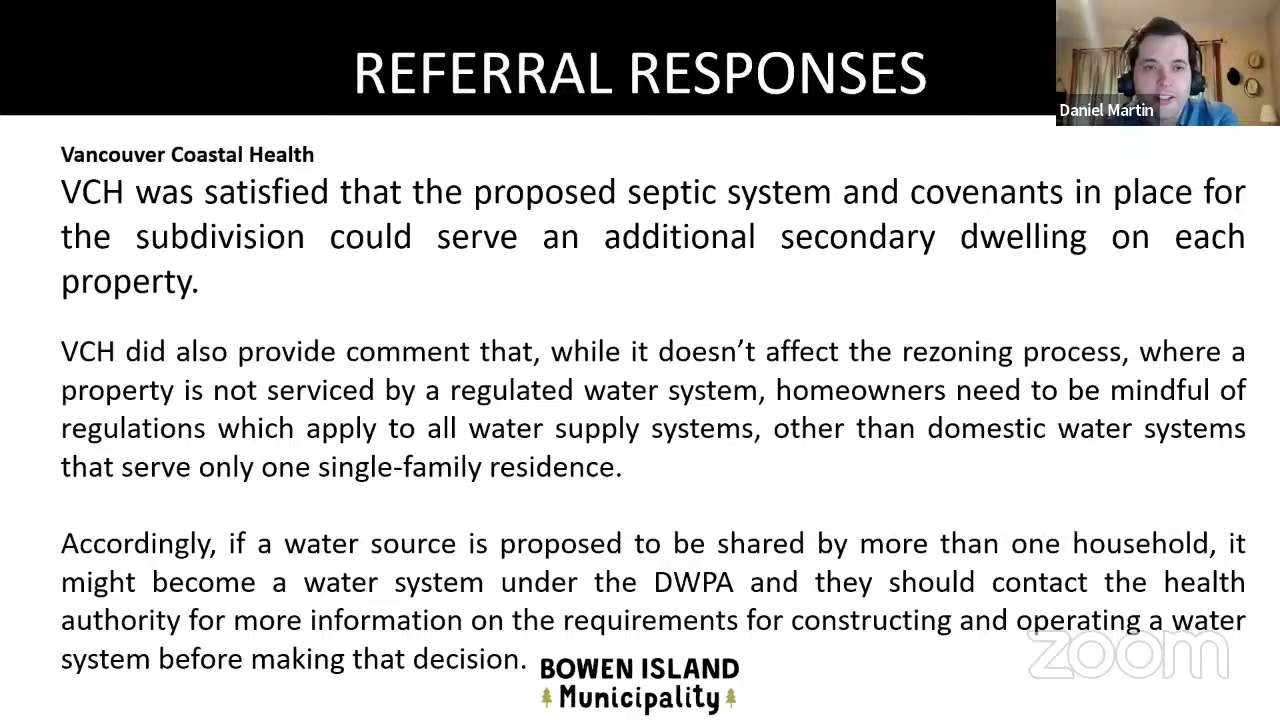 REFERRAL RESPONSES
Daniel Martin
Vancouver Coastal Health
VCH was satisfied that the proposed septic system and covenants in place for
the subdivision could serve an additional secondary dwelling on each
property.
VCH did also provide comment that, while it doesn’t affect the rezoning process, where a
property is not serviced by a regulated water system, homeowners need to be mindful of
regulations which apply to all water supply systems, other than domestic water systems
that serve only one single-family residence.
Accordingly, if a water source is proposed to be shared by more than one household, it
might become a water system under the DWPA and they should contact the health
authority for more information on the requirements for constructing and operating a water
system before making that decision.
zoom
BOWEN ISLAND
Municipality